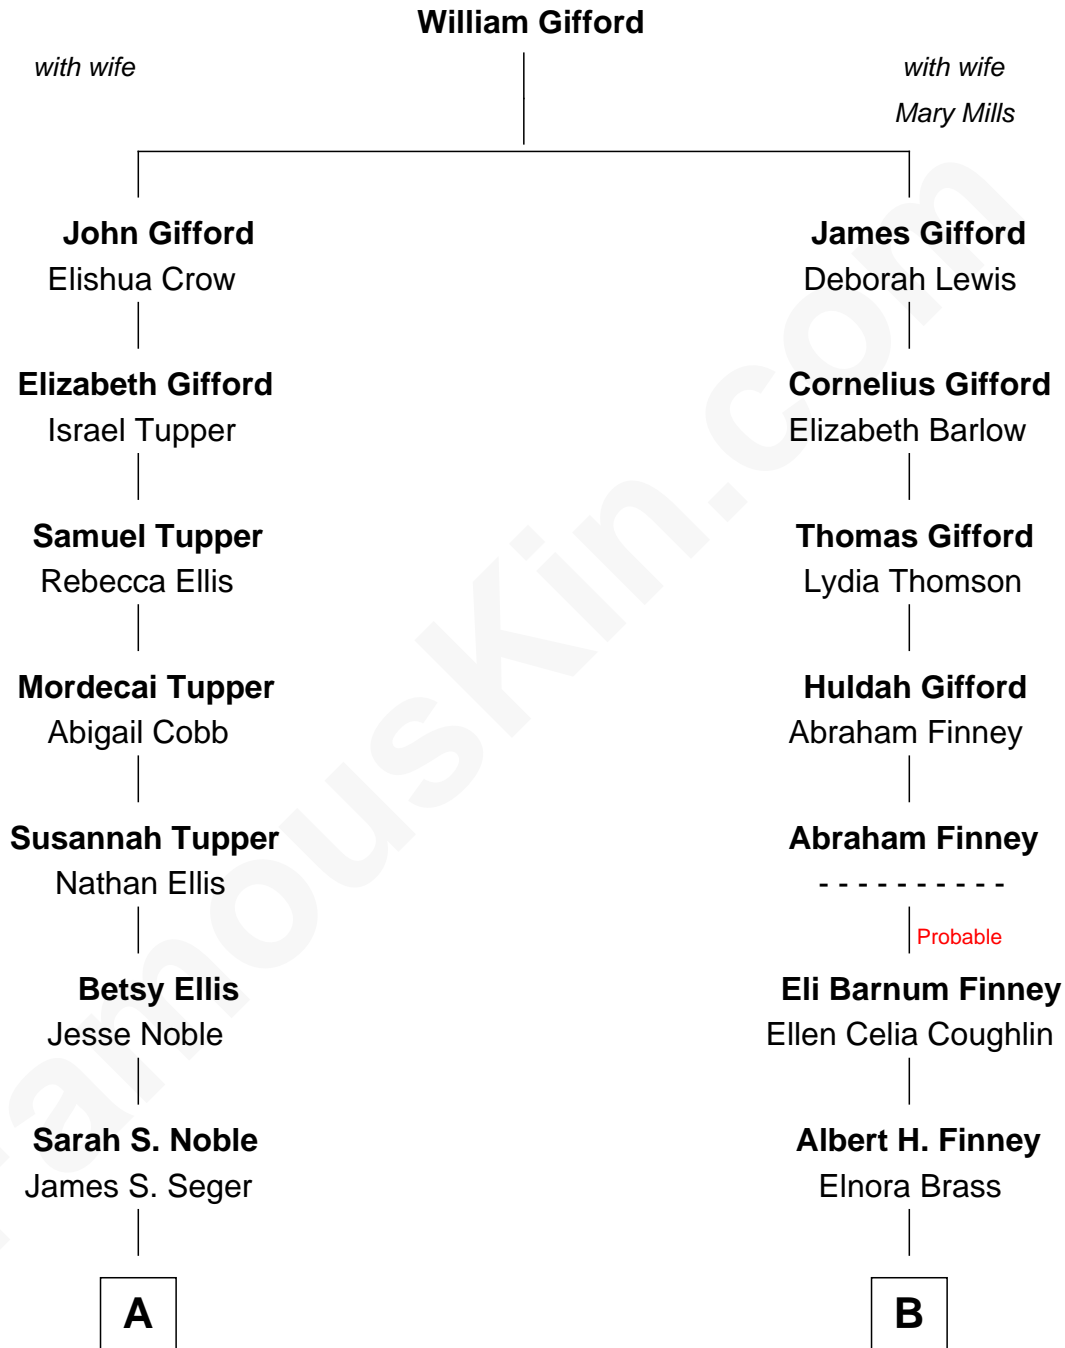 William Gifford
with wife
with wife
Mary Mills
John Gifford
Elishua Crow
James Gifford
Deborah Lewis
Elizabeth Gifford
Israel Tupper
Cornelius Gifford
Elizabeth Barlow
Samuel Tupper
Rebecca Ellis
Thomas Gifford
Lydia Thomson
Mordecai Tupper
Abigail Cobb
Huldah Gifford
Abraham Finney
Susannah Tupper
Nathan Ellis
Abraham Finney
- - - - - - - - - -
Probable
Betsy Ellis
Jesse Noble
Eli Barnum Finney
Ellen Celia Coughlin
Sarah S. Noble
James S. Seger
Albert H. Finney
Elnora Brass
A
B
FamousKin.com